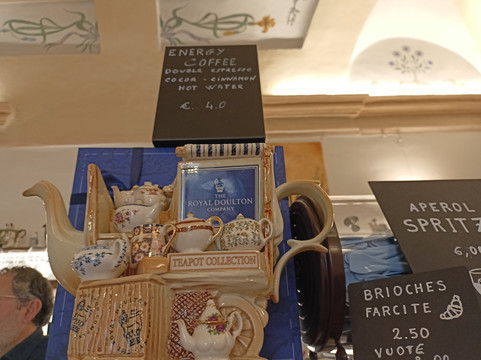 ENERGY
COFFEE
DOUBLE ESPRESSO
COCOA - CINNAMON
HOT WATER
€. 4.0
THE
ROYAL DOULTON
COMPANY
TEAPOT COLLECTION
APEROL
SPRITZ
6,0
BRIOCHES
FARCITE
2.50
VUOTE